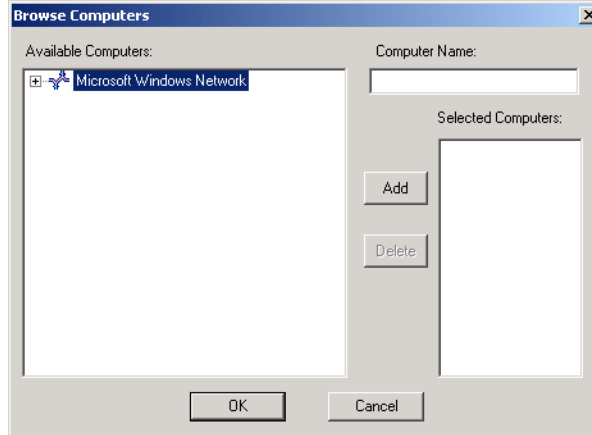 Browse Computers
Available Computers:
Computer Name:
Microsoft Windows Network
Selected Computers:
Add
Delete
OK
Cancel